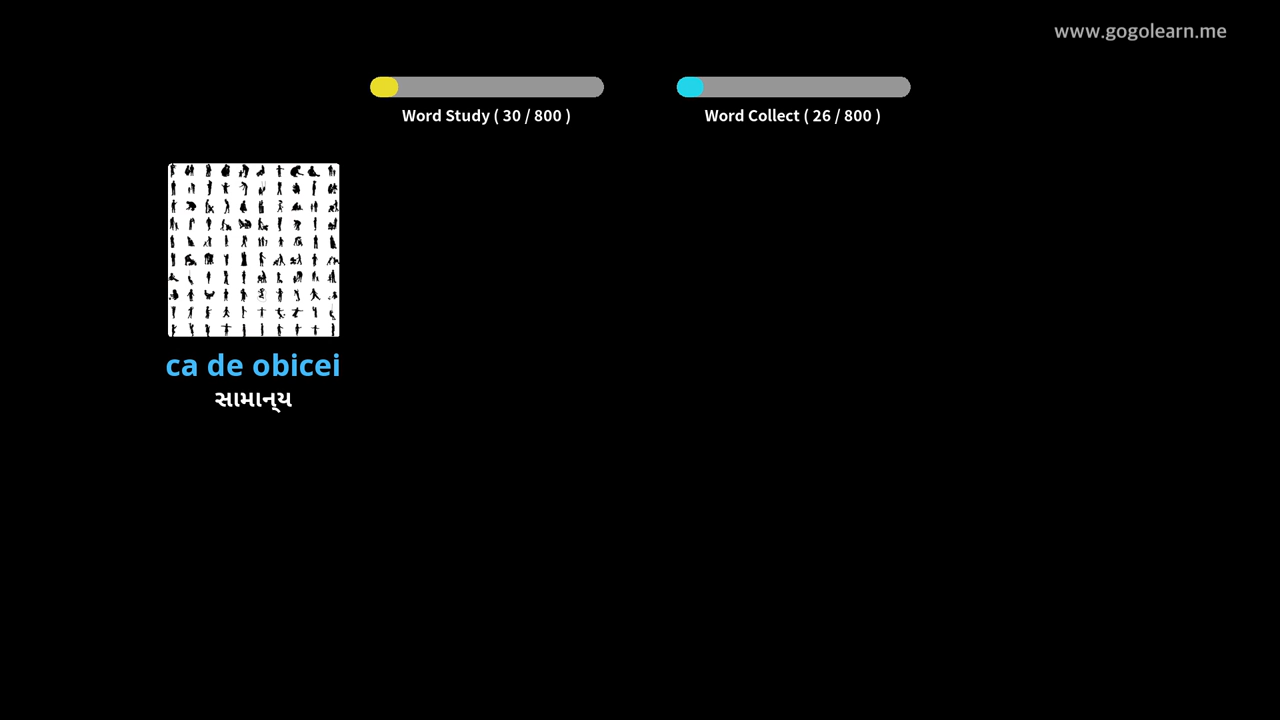 www.gogolearn.me
Word Study ( 30 / 800 )
Word Collect ( 26 / 800 )
ca de obicei
સામાન્ય